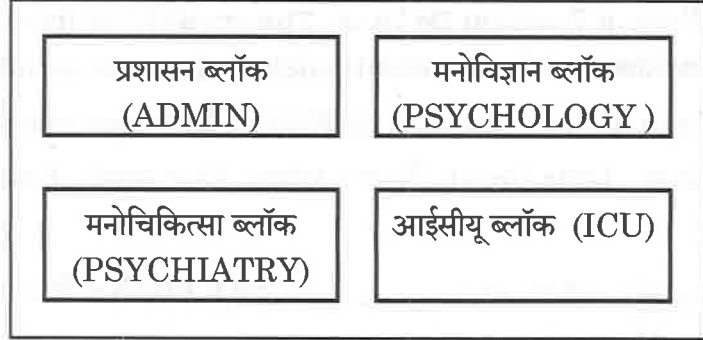 प्रशासन ब्लॉक
(ADMIN)
मनोविज्ञान ब्लॉक
(PSYCHOLOGY )
मनोचिकित्सा ब्लॉक
(PSYCHIATRY)
आईसीयू ब्लॉक (ICU)